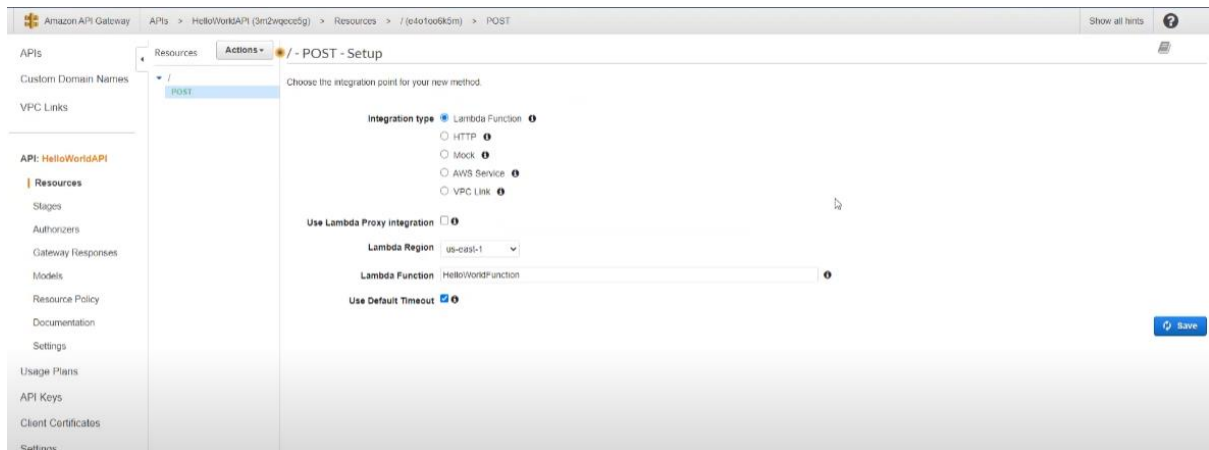 Amazon API Gateway APIs > HelloWorldAPI (3m2wqece5g) > Resources > / (e4o1oo6k5m) > POST Show all hints ?
APIs
Custom Domain Names
VPC Links
API: HelloWorldAPI
Resources
Stages
Authorizers
Gateway Responses
Models
Resource Policy
Documentation
Settings
Usage Plans
API Keys
Client Certificates
Settings
Resources Actions
/
POST
/ - POST - Setup
Choose the integration point for your new method.
Integration type Lambda Function
HTTP
Mock
AWS Service
VPC Link
Use Lambda Proxy integration
Lambda Region us-east-1
Lambda Function HelloWorldFunction
Use Default Timeout
Save